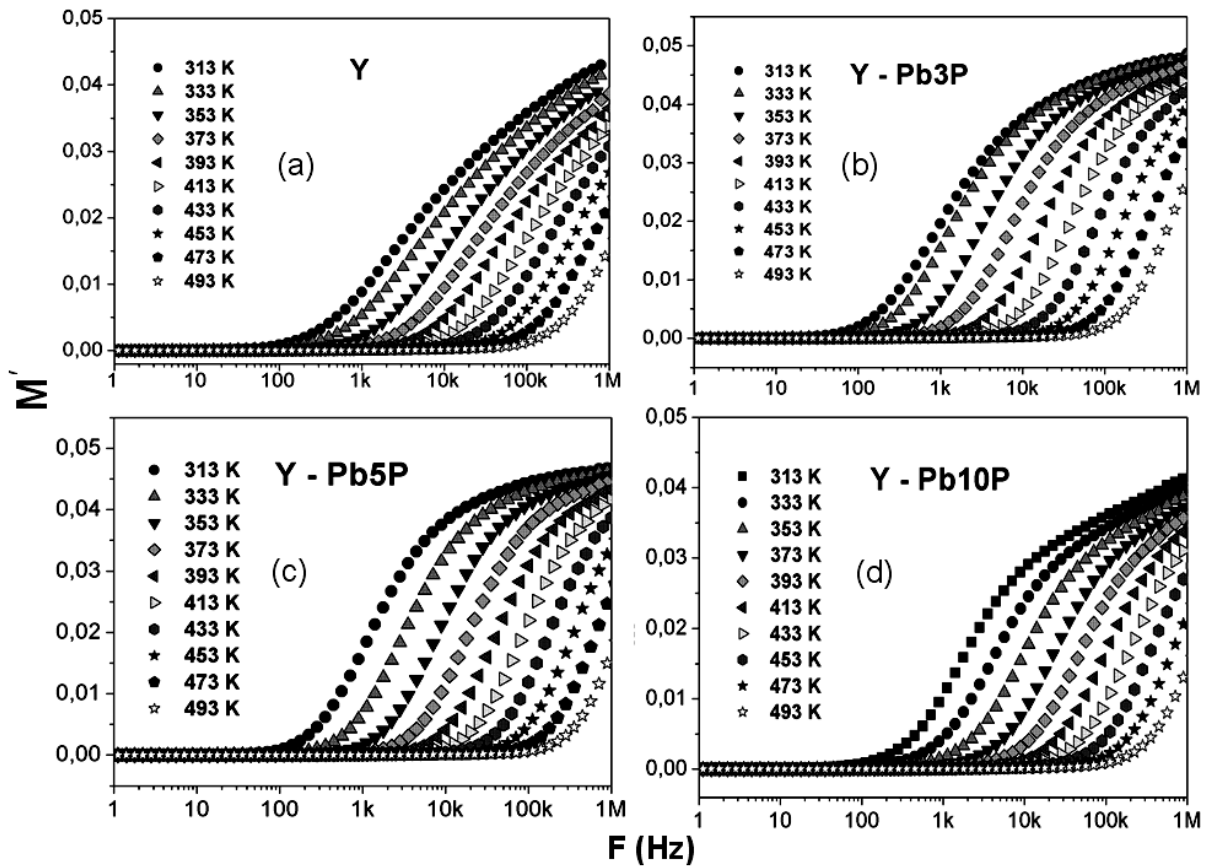 M'
0,05
0,04
0,03
0,02
0,01
0,00
Y
(a)
313 K
333 K
353 K
373 K
393 K
413 K
433 K
453 K
473 K
493 K
1 10 100 1k 10k 100k 1M
0,05
0,04
0,03
0,02
0,01
0,00
Y - Pb3P
(b)
313 K
333 K
353 K
373 K
393 K
413 K
433 K
453 K
473 K
493 K
1 10 100 1k 10k 100k 1M
0,05
0,04
0,03
0,02
0,01
0,00
Y - Pb5P
(c)
313 K
333 K
353 K
373 K
393 K
413 K
433 K
453 K
473 K
493 K
1 10 100 1k 10k 100k 1M
0,05
0,04
0,03
0,02
0,01
0,00
Y - Pb10P
(d)
313 K
333 K
353 K
373 K
393 K
413 K
433 K
453 K
473 K
493 K
1 10 100 1k 10k 100k 1M
F (Hz)